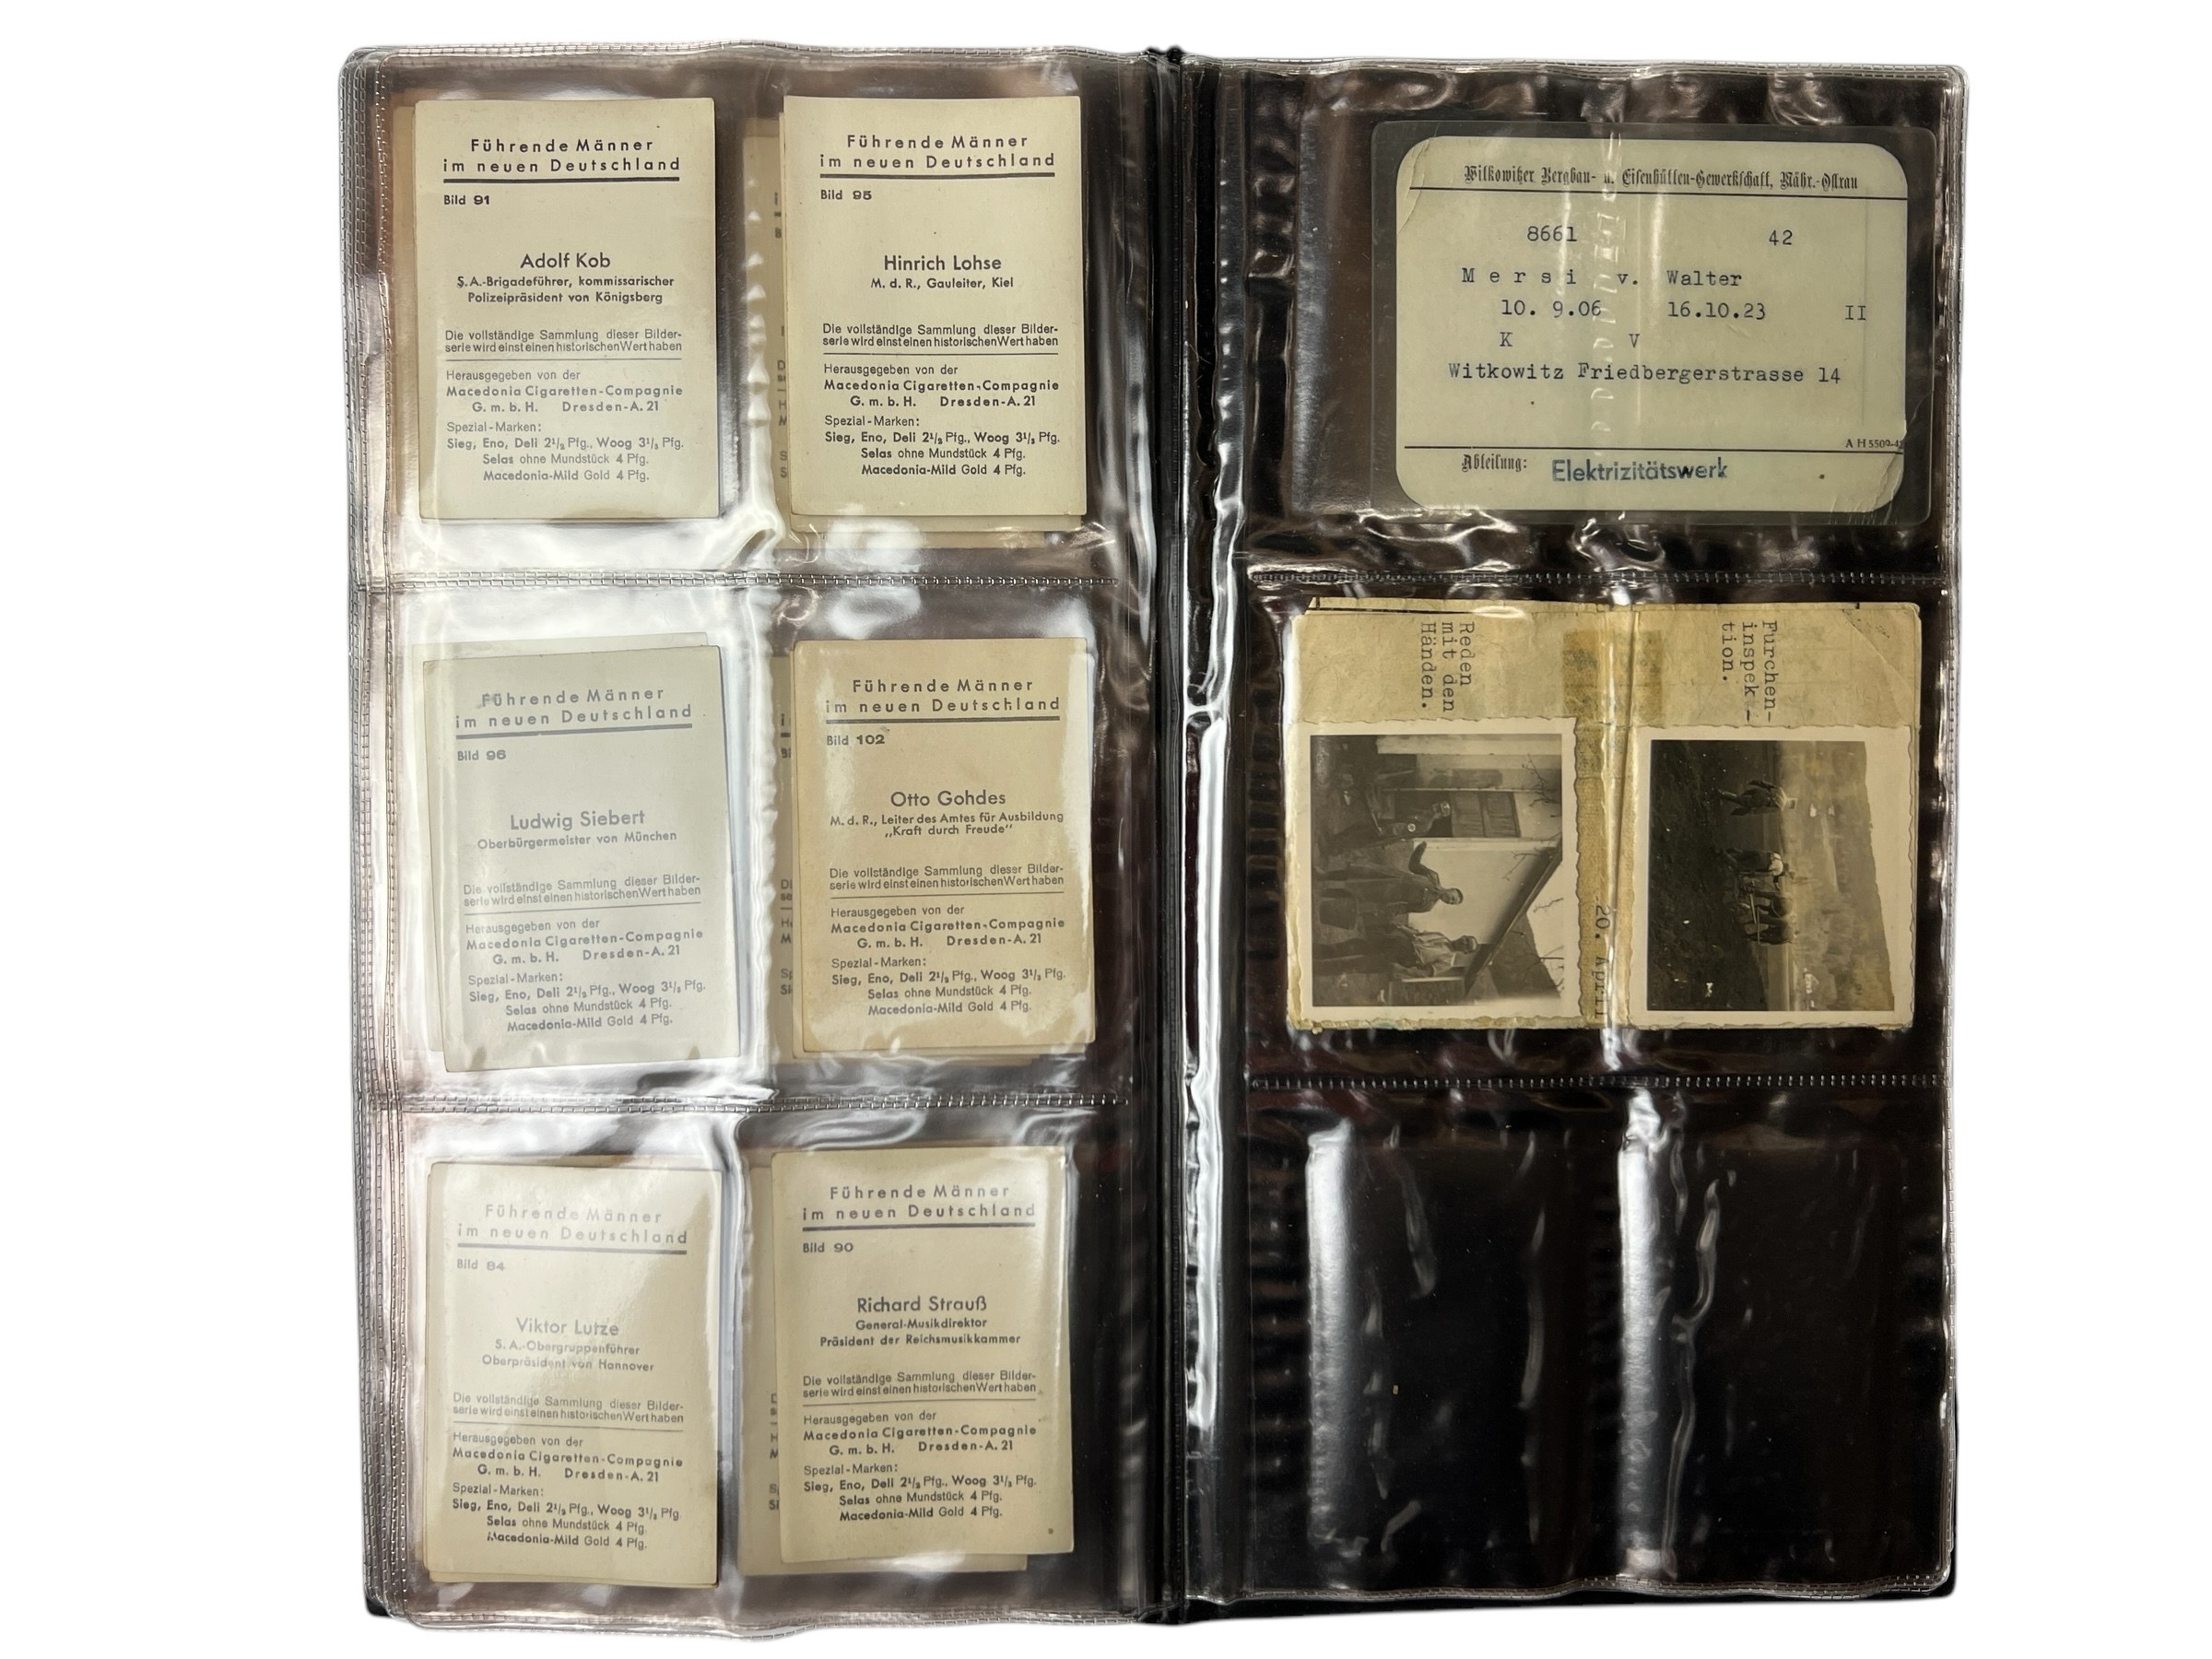 Führende Männer
im neuen Deutschland
Bild 91
Adolf Kob
S.A.-Brigadeführer, kommissarischer
Polizeipräsident von Königsberg
Die vollständige Sammlung dieser Bilder-
serie wird einst einen historischen Wert haben
Herausgegeben von der
Macedonia Cigaretten-Compagnie
G. m. b. H. Dresden-A. 21
Spezial-Marken:
Sieg, Eno, Deli 2½ Pfg., Woog 3⅓ Pfg.
Selas ohne Mundstück 4 Pfg.
Macedonia-Mild Gold 4 Pfg.
Führende Männer
im neuen Deutschland
Bild 95
Hinrich Lohse
M. d. R., Gauleiter, Kiel
Die vollständige Sammlung dieser Bilder-
serie wird einst einen historischen Wert haben
Herausgegeben von der
Macedonia Cigaretten-Compagnie
G. m. b. H. Dresden-A. 21
Spezial-Marken:
Sieg, Eno, Deli 2½ Pfg., Woog 3⅓ Pfg.
Selas ohne Mundstück 4 Pfg.
Macedonia-Mild Gold 4 Pfg.
Führende Männer
im neuen Deutschland
Bild 96
Ludwig Siebert
Oberbürgermeister von München
Die vollständige Sammlung dieser Bilder-
serie wird einst einen historischen Wert haben
Herausgegeben von der
Macedonia Cigaretten-Compagnie
G. m. b. H. Dresden-A. 21
Spezial-Marken:
Sieg, Eno, Deli 2½ Pfg., Woog 3⅓ Pfg.
Selas ohne Mundstück 4 Pfg.
Macedonia-Mild Gold 4 Pfg.
Führende Männer
im neuen Deutschland
Bild 102
Otto Gohdes
M. d. R., Leiter des Amtes für Ausbildung
„Kraft durch Freude"
Die vollständige Sammlung dieser Bilder-
serie wird einst einen historischen Wert haben
Herausgegeben von der
Macedonia Cigaretten-Compagnie
G. m. b. H. Dresden-A. 21
Spezial-Marken:
Sieg, Eno, Deli 2½ Pfg., Woog 3⅓ Pfg.
Selas ohne Mundstück 4 Pfg.
Macedonia-Mild Gold 4 Pfg.
Führende Männer
im neuen Deutschland
Bild 84
Viktor Lutze
S.A.-Obergruppenführer
Oberpräsident von Hannover
Die vollständige Sammlung dieser Bilder-
serie wird einst einen historischen Wert haben
Herausgegeben von der
Macedonia Cigaretten-Compagnie
G. m. b. H. Dresden-A. 21
Spezial-Marken:
Sieg, Eno, Deli 2½ Pfg., Woog 3⅓ Pfg.
Selas ohne Mundstück 4 Pfg.
Macedonia-Mild Gold 4 Pfg.
Führende Männer
im neuen Deutschland
Bild 90
Richard Strauß
General-Musikdirektor
Präsident der Reichsmusikkammer
Die vollständige Sammlung dieser Bilder-
serie wird einst einen historischen Wert haben
Herausgegeben von der
Macedonia Cigaretten-Compagnie
G. m. b. H. Dresden-A. 21
Spezial-Marken:
Sieg, Eno, Deli 2½ Pfg., Woog 3⅓ Pfg.
Selas ohne Mundstück 4 Pfg.
Macedonia-Mild Gold 4 Pfg.
Witkowitzer Bergbau- u. Eisenhütten-Gewerkschaft, Mähr.-Ostrau
8661 42
Mersi v. Walter
10. 9.06 16.10.23 II
K V
Witkowitz Friedbergerstrasse 14
Abteilung: Elektrizitätswerk
Reden
mit den
Händen.
Furchen-
inspek-
tion.
20. April